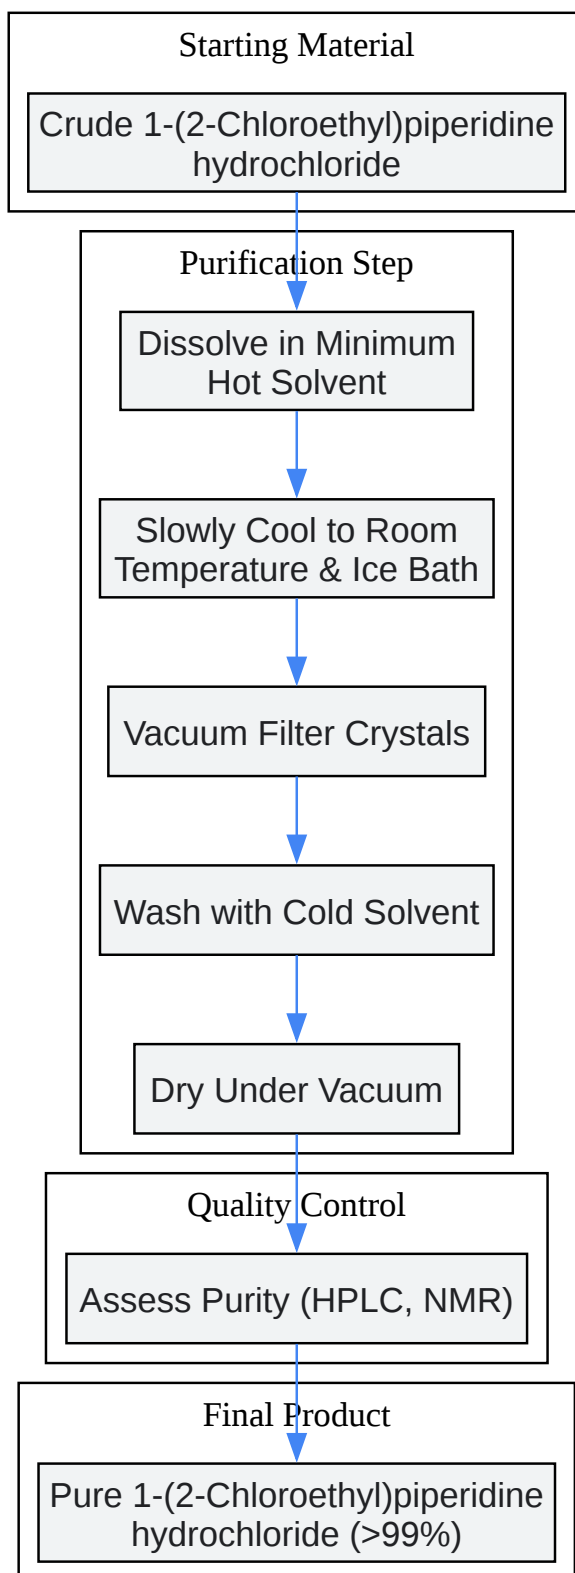 Starting Material
Crude 1-(2-Chloroethyl)piperidine
hydrochloride
Purification Step
Dissolve in Minimum
Hot Solvent
Slowly Cool to Room
Temperature & Ice Bath
Vacuum Filter Crystals
Wash with Cold Solvent
Dry Under Vacuum
Quality Control
Assess Purity (HPLC, NMR)
Final Product
Pure 1-(2-Chloroethyl)piperidine
hydrochloride (>99%)